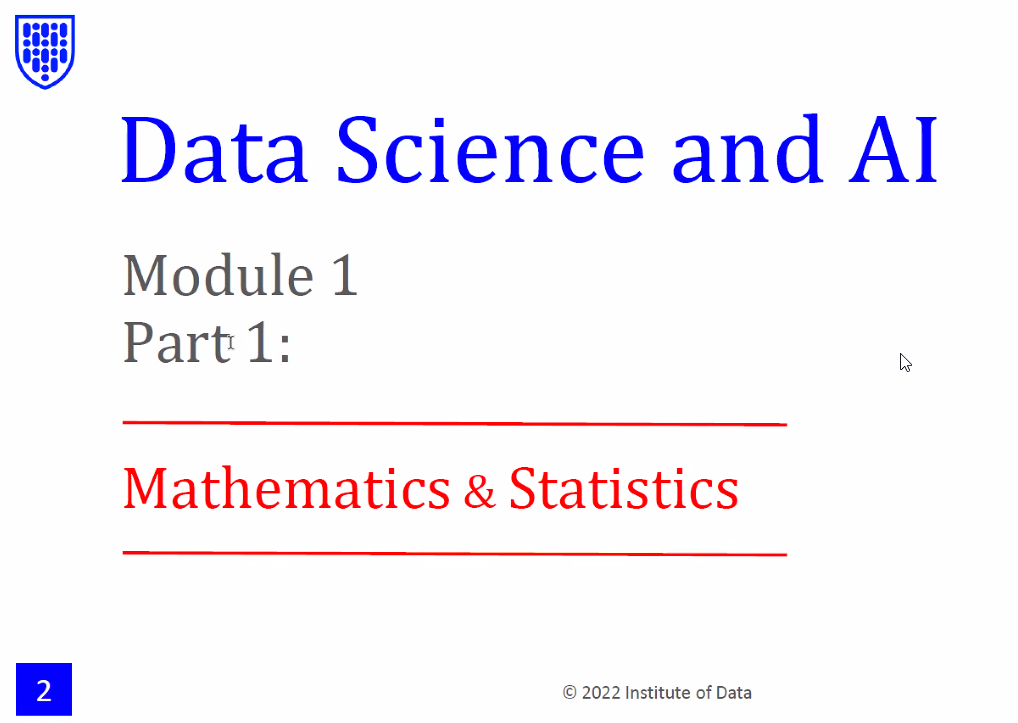 Data Science and AI
Module 1
Part 1:
Mathematics & Statistics
2
© 2022 Institute of Data